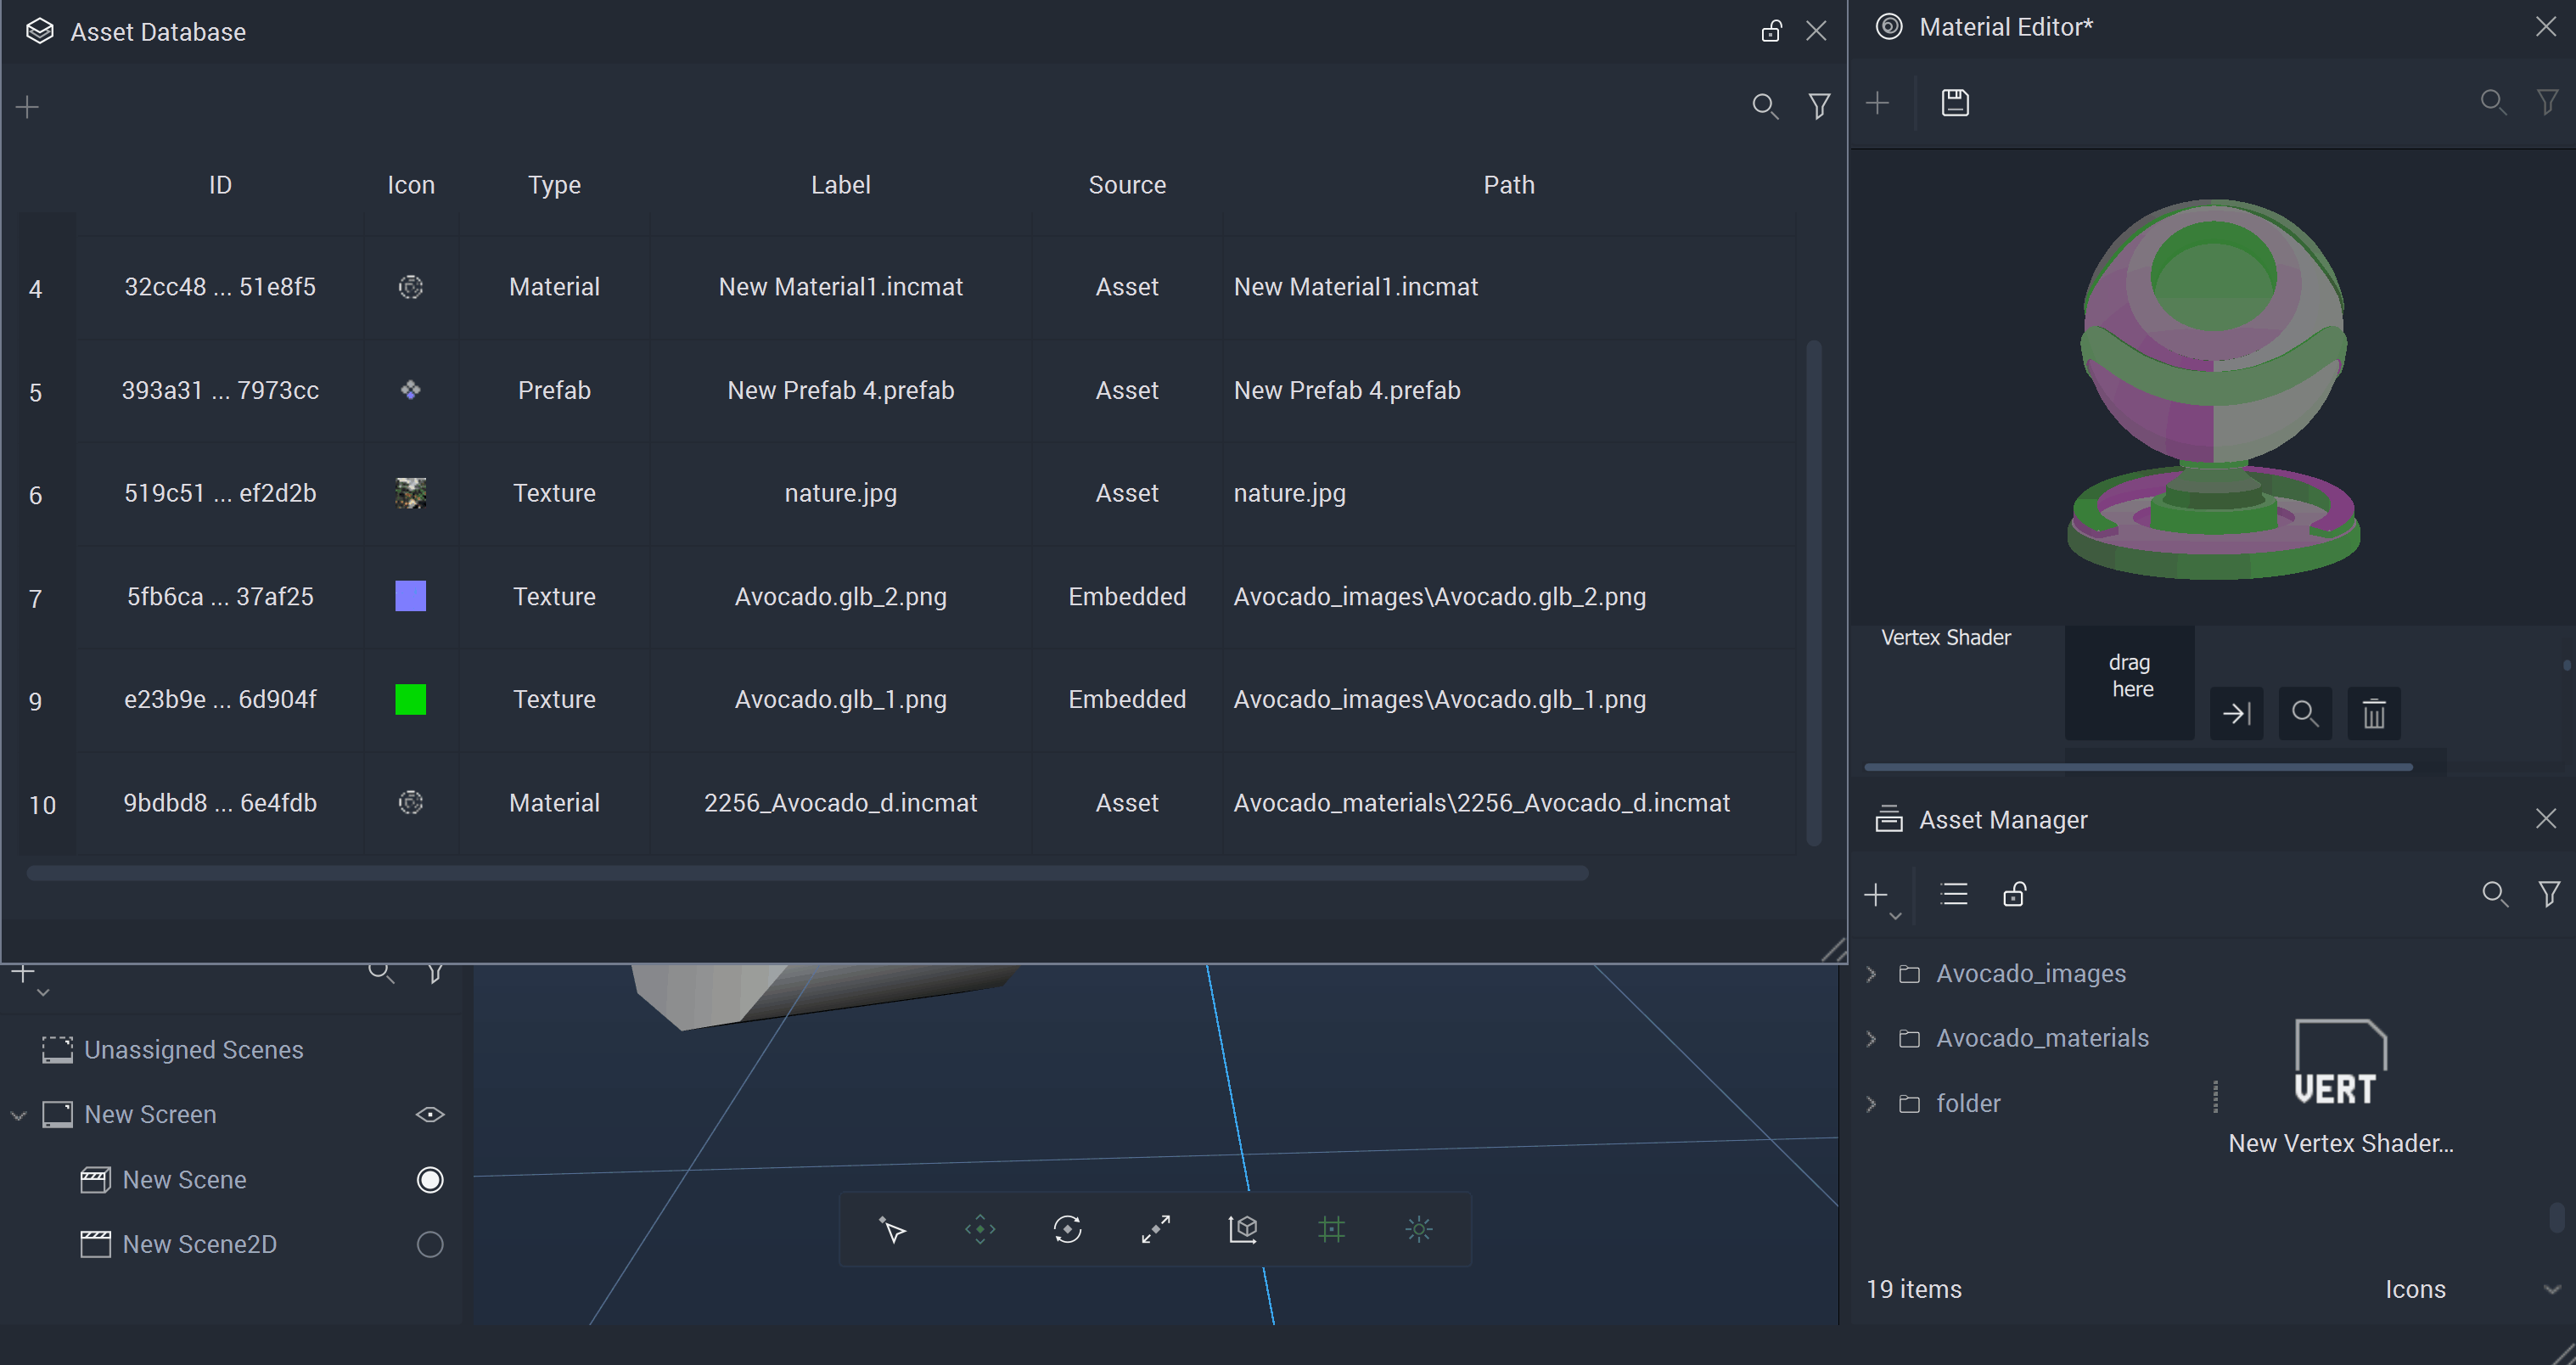 Asset Database
ID Icon Type Label Source Path
4 32cc48 ... 51e8f5 Material New Material1.incmat Asset New Material1.incmat
5 393a31 ... 7973cc Prefab New Prefab 4.prefab Asset New Prefab 4.prefab
6 519c51 ... ef2d2b Texture nature.jpg Asset nature.jpg
7 5fb6ca ... 37af25 Texture Avocado.glb_2.png Embedded Avocado_images\Avocado.glb_2.png
9 e23b9e ... 6d904f Texture Avocado.glb_1.png Embedded Avocado_images\Avocado.glb_1.png
10 9bdbd8 ... 6e4fdb Material 2256_Avocado_d.incmat Asset Avocado_materials\2256_Avocado_d.incmat
Unassigned Scenes
New Screen
New Scene
New Scene2D
Material Editor*
Vertex Shader
drag
here
Asset Manager
Avocado_images
Avocado_materials
folder
VERT
New Vertex Shader...
19 items
Icons